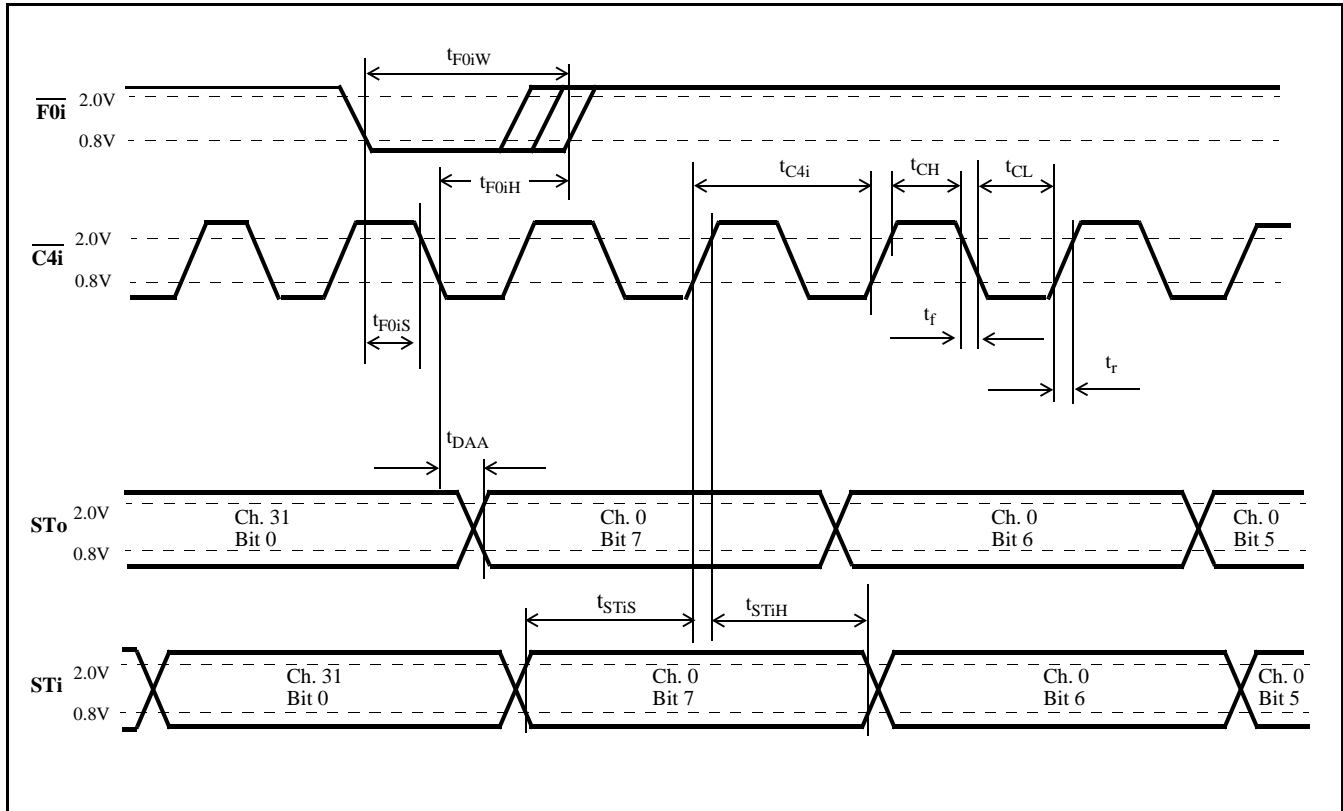 tF0iW
F0i
2.0V
0.8V
tF0iH
tC4i
tCH
tCL
C4i
2.0V
0.8V
tF0iS
tf
tr
tDAA
STo
2.0V
0.8V
Ch. 31
Bit 0
Ch. 0
Bit 7
Ch. 0
Bit 6
Ch. 0
Bit 5
tSTiS
tSTiH
STi
2.0V
0.8V
Ch. 31
Bit 0
Ch. 0
Bit 7
Ch. 0
Bit 6
Ch. 0
Bit 5